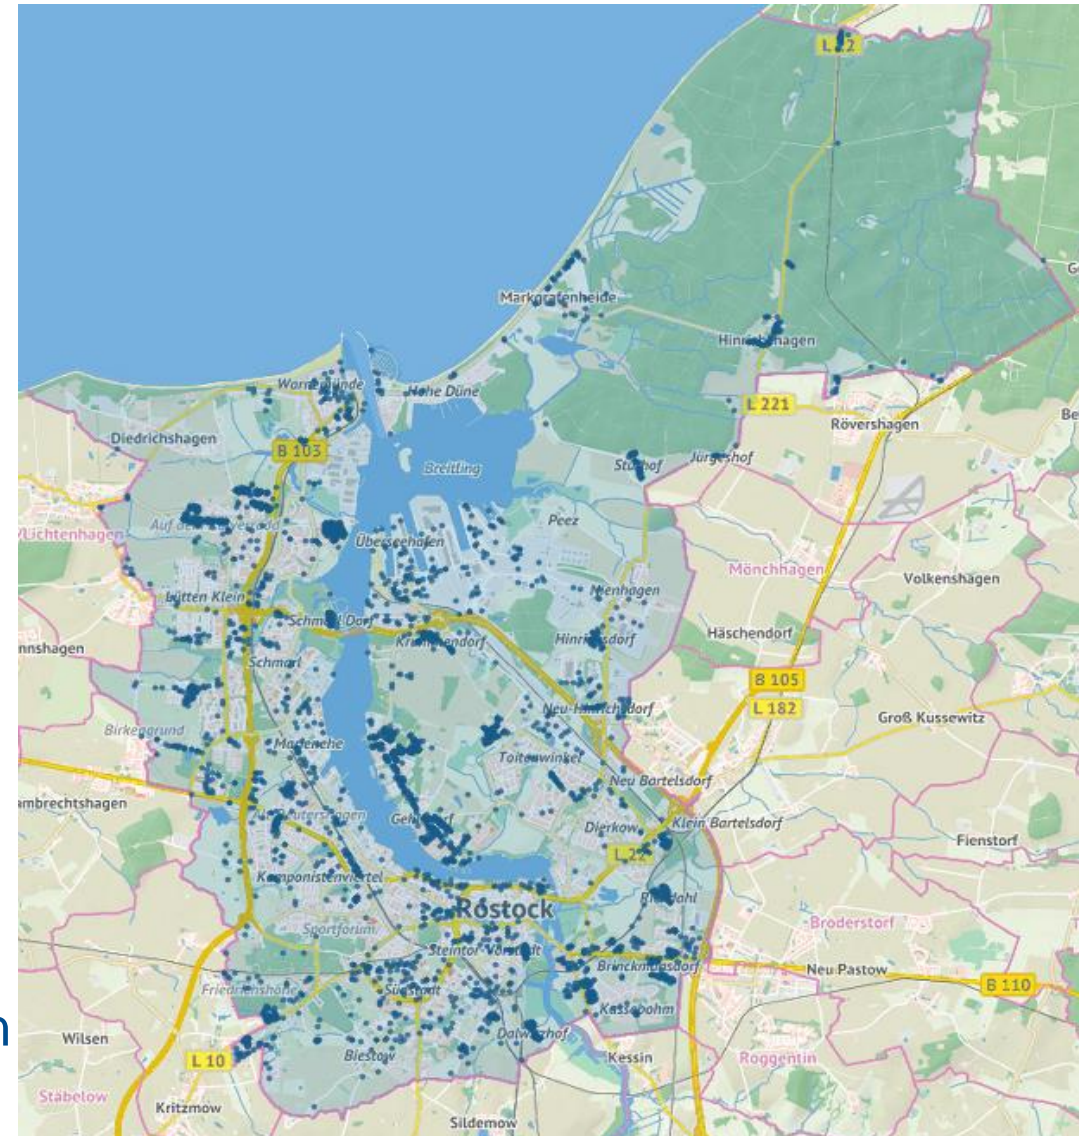 L 22
Markgrafenheide
Hinrichshagen
Warnemünde
Hohe Düne
L 221
Rövershagen
Diedrichshagen
B 103
Breitling
Stuthof
Jürgeshof
Überseehafen
Peez
Lichtenhagen
Mönchhagen
Volkenshagen
Nienhagen
Lütten Klein
Schmarl Dorf
Krummendorf
Hinrichsdorf
Häschendorf
nnshagen
Schmarl
B 105
L 182
Groß Kussewitz
Neu-Hinrichsdorf
Birkengrund
Marienehe
Toitenwinkel
Neu Bartelsdorf
ambrechtshagen
Gehlsdorf
Dierkow
Klein Bartelsdorf
Fienstorf
L 22
Komponistenviertel
Rostock
Riekdahl
Broderstorf
Sportforum
Steintor-Vorstadt
Brinckmansdorf
Neu Pastow
B 110
Friedrichshöhe
Südstadt
Kassebohm
n
Wilsen
Dalwitzhof
L 10
Biestow
Kessin
Roggentin
Stäbelow
Kritzmow
Sildemow